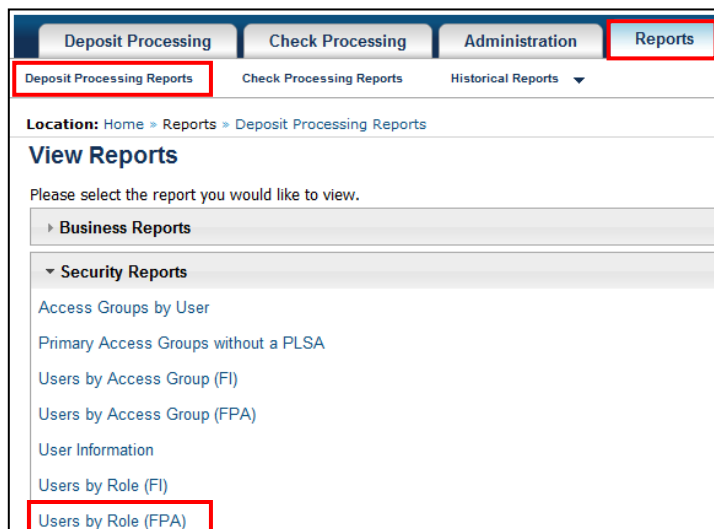 Deposit Processing Check Processing Administration Reports
Deposit Processing Reports Check Processing Reports Historical Reports
Location: Home » Reports » Deposit Processing Reports
View Reports
Please select the report you would like to view.
Business Reports
Security Reports
Access Groups by User
Primary Access Groups without a PLSA
Users by Access Group (FI)
Users by Access Group (FPA)
User Information
Users by Role (FI)
Users by Role (FPA)